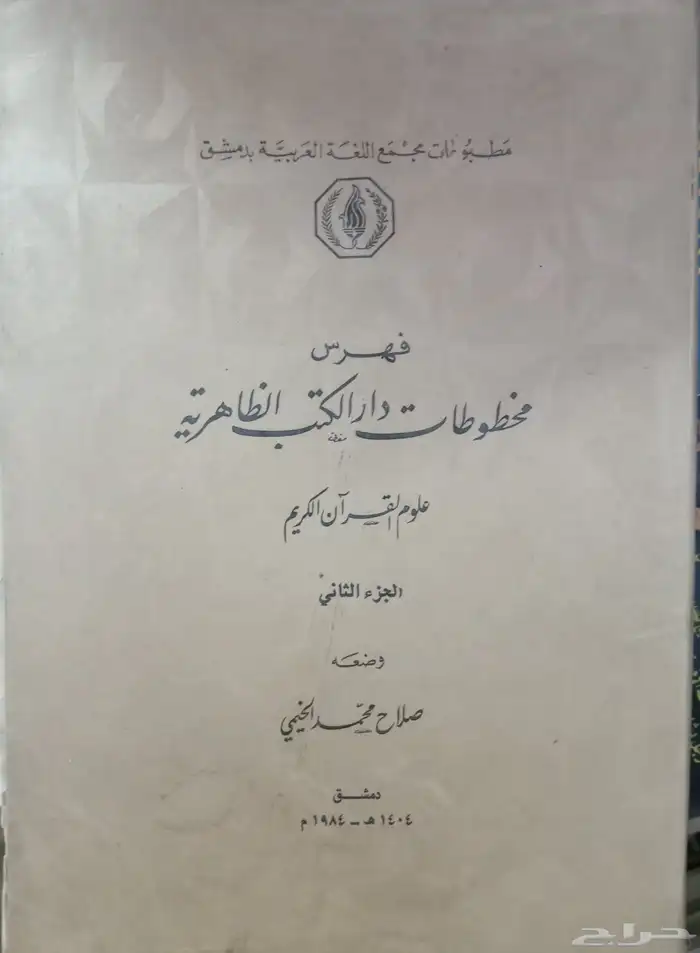 مطبوعات مجمع اللغة العربية بدمشق
فهرس
مخطوطات دار الكتب الظاهرية
علوم القرآن الكريم
الجزء الثاني
وضعه
صلاح محمد الخيمي
دمشق
١٤٠٤ هـ - ١٩٨٤ م
حراج